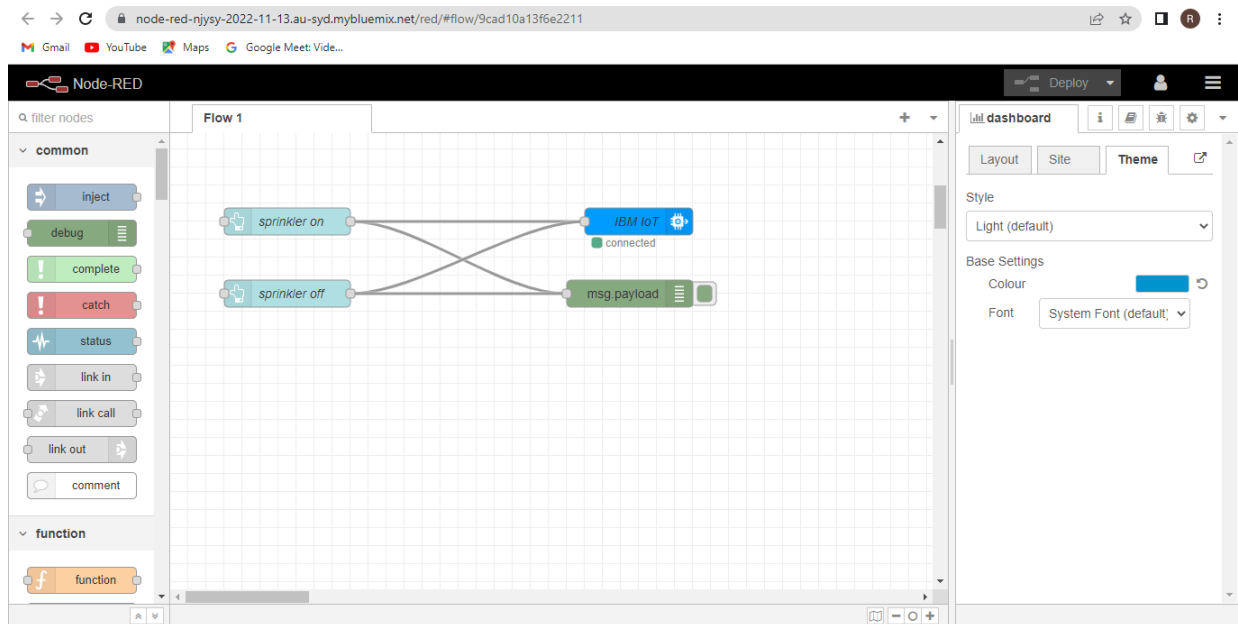 node-red-njysy-2022-11-13.au-syd.mybluemix.net/red/#flow/9cad10a13f6e2211
R
Gmail YouTube Maps Google Meet: Vide...
Node-RED
Deploy
filter nodes
Flow 1
dashboard
i
common
Layout Site Theme
inject
Style
sprinkler on
IBM IoT
Light (default)
debug
connected
Base Settings
complete
Colour
sprinkler off
msg.payload
catch
Font System Font (default)
status
link in
link call
link out
comment
function
function